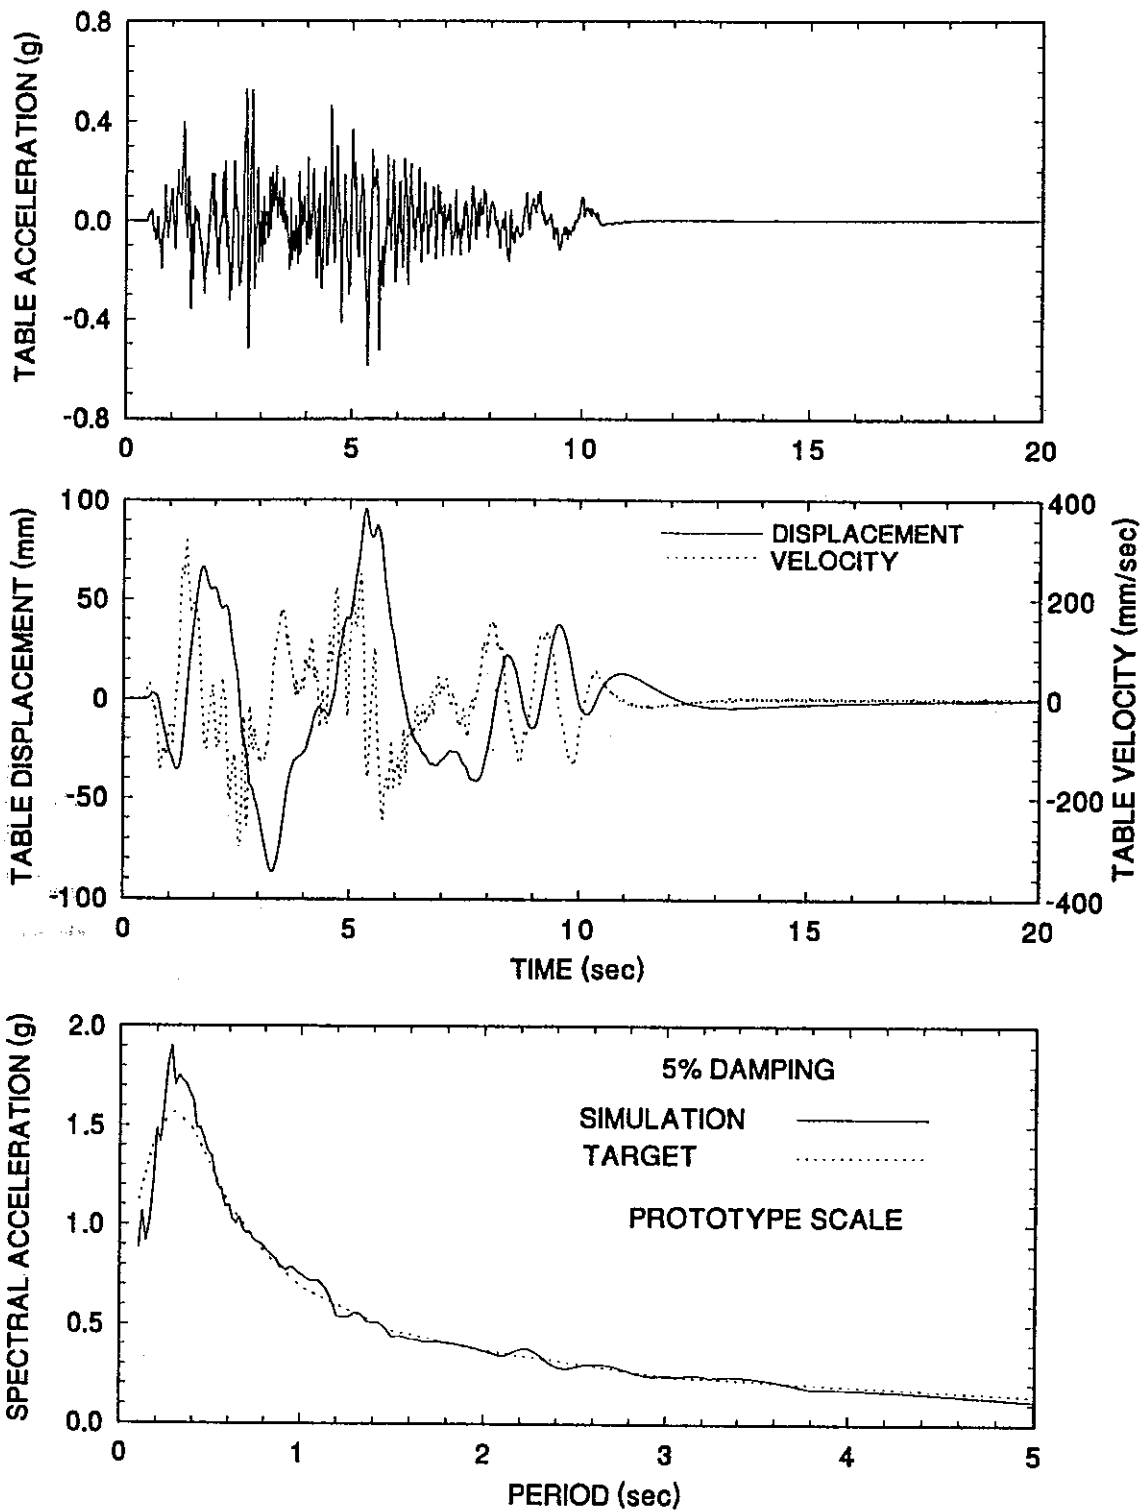 TABLE ACCELERATION (g)
0.8
0.4
0.0
-0.4
-0.8
0 5 10 15 20
TABLE DISPLACEMENT (mm)
100
50
0
-50
-100
DISPLACEMENT
VELOCITY
400
200
0
-200
-400
TABLE VELOCITY (mm/sec)
0 5 10 15 20
TIME (sec)
SPECTRAL ACCELERATION (g)
2.0
1.5
1.0
0.5
0.0
5% DAMPING
SIMULATION
TARGET
PROTOTYPE SCALE
0 1 2 3 4 5
PERIOD (sec)